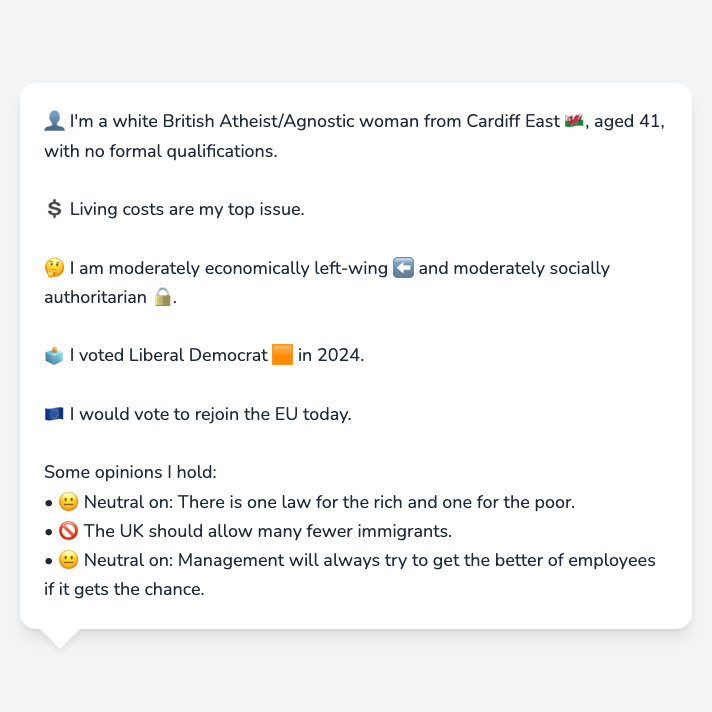 👤 I'm a white British Atheist/Agnostic woman from Cardiff East 🏴󠁧󠁢󠁷󠁬󠁳󠁿, aged 41,
with no formal qualifications.
💲 Living costs are my top issue.
🤔 I am moderately economically left-wing ⬅️ and moderately socially
authoritarian 🔒.
🗳️ I voted Liberal Democrat 🟧 in 2024.
🇪🇺 I would vote to rejoin the EU today.
Some opinions I hold:
• 😐 Neutral on: There is one law for the rich and one for the poor.
• 🚫 The UK should allow many fewer immigrants.
• 😐 Neutral on: Management will always try to get the better of employees
if it gets the chance.